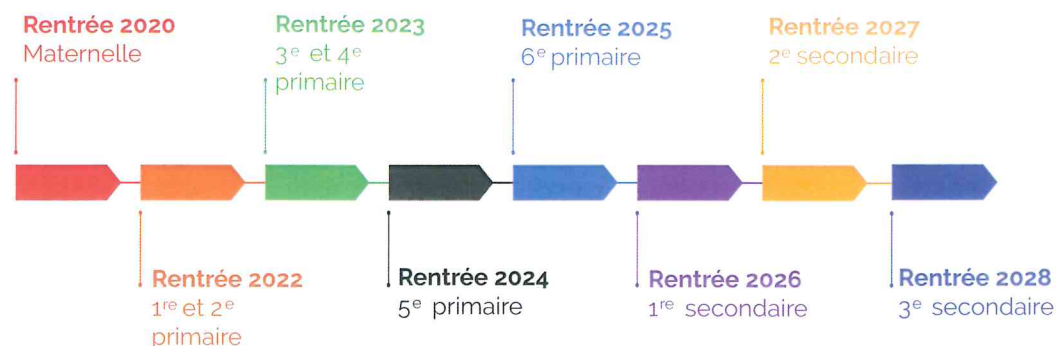 Rentrée 2020
Maternelle
Rentrée 2023
3e et 4e
primaire
Rentrée 2025
6e primaire
Rentrée 2027
2e secondaire
Rentrée 2022
1re et 2e
primaire
Rentrée 2024
5e primaire
Rentrée 2026
1re secondaire
Rentrée 2028
3e secondaire